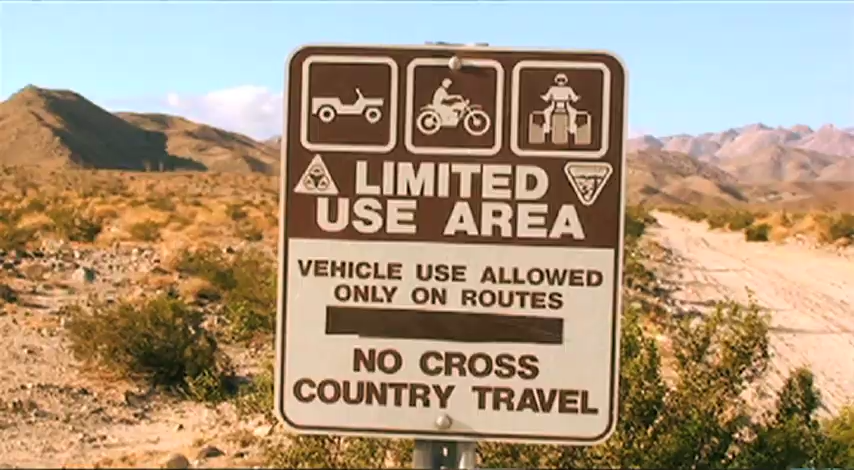 LIMITED
USE AREA
VEHICLE USE ALLOWED
ONLY ON ROUTES
NO CROSS
COUNTRY TRAVEL